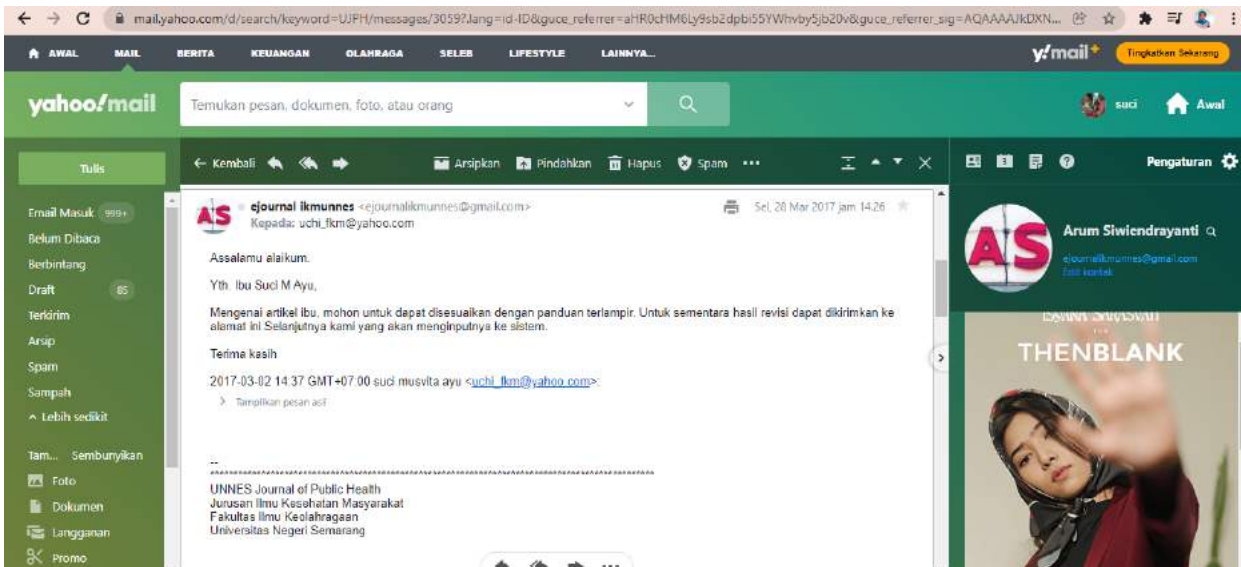 mail.yahoo.com/d/search/keyword=UJPH/messages/3059?.lang=id-ID&guce_referrer=
AWAL MAIL BERITA KEUANGAN OLAHRAGA SELEB LIFESTYLE LAINNYA...
y!mail+ Tingkatkan Sekarang
yahoo!mail
Temukan pesan, dokumen, foto, atau orang
suci Awal
Tulis
← Kembali Arsipkan Pindahkan Hapus Spam ···
Pengaturan
Email Masuk 999+
Belum Dibaca
Berbintang
Draft 85
Terkirim
Arsip
Spam
Sampah
Lebih sedikit
Tam... Sembunyikan
Foto
Dokumen
Langganan
Promo
AS
ejournal ikmunnes <ejournalikmunnes@gmail.com>
Sel, 28 Mar 2017 jam 14.26
Kepada: uchi_fkm@yahoo.com
Assalamu alaikum.
Yth. Ibu Suci M Ayu,
Mengenai artikel ibu, mohon untuk dapat disesuaikan dengan panduan terlampir. Untuk sementara hasil revisi dapat dikirimkan ke
alamat ini Selanjutnya kami yang akan menginputnya ke sistem.
Terima kasih
2017-03-02 14:37 GMT+07:00 suci musvita ayu <uchi_fkm@yahoo.com>:
> Tampilkan pesan asli
--
UNNES Journal of Public Health
Jurusan Ilmu Kesehatan Masyarakat
Fakultas Ilmu Keolahragaan
Universitas Negeri Semarang
AS
Arum Siwiendrayanti
ejournalikmunnes@gmail.com
Edit kontak
THENBLANK